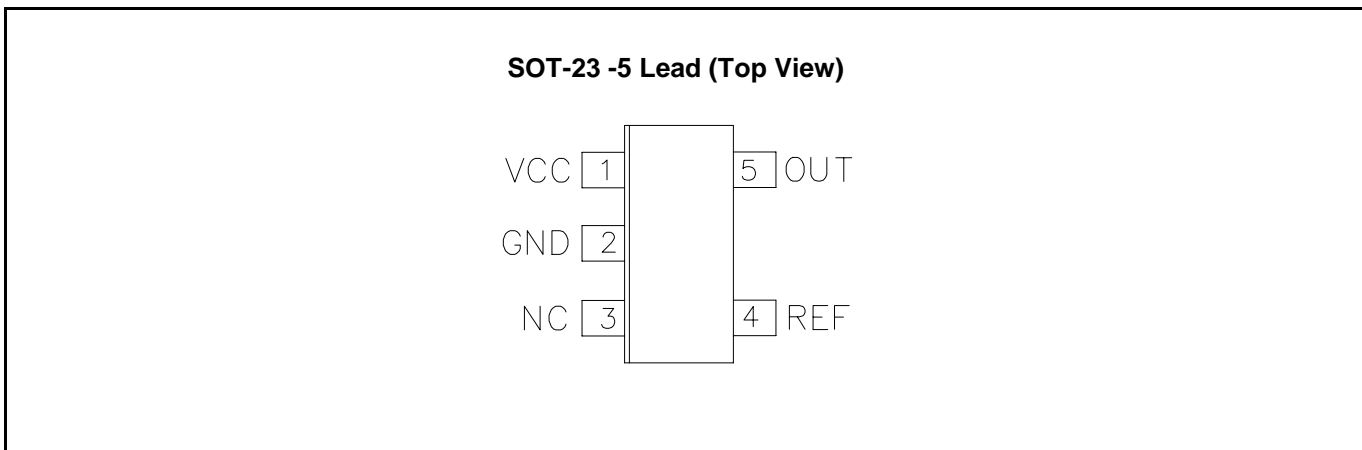 SOT-23 -5 Lead (Top View)
VCC 1 5 OUT
GND 2
NC 3 4 REF